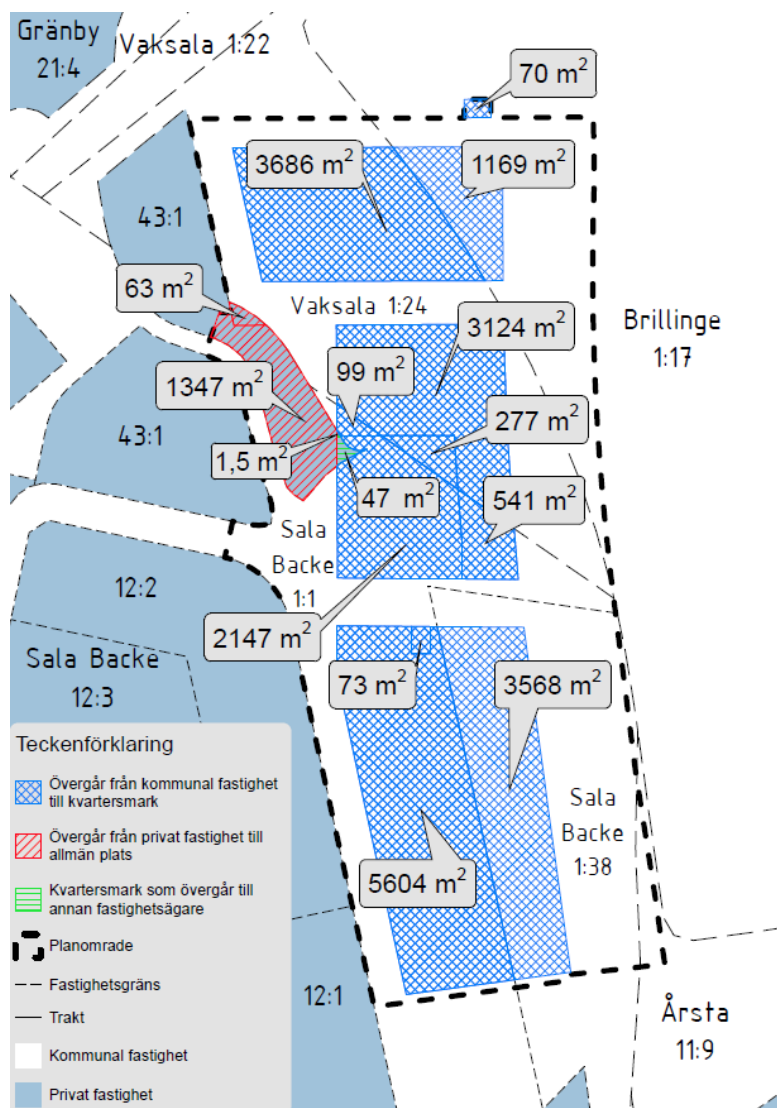 Gränby
21:4
Vaksala 1:22
70 m²
3686 m²
1169 m²
43:1
63 m²
Vaksala 1:24
3124 m²
Brillinge
1:17
1347 m²
99 m²
277 m²
43:1
1,5 m²
47 m²
541 m²
Sala
Backe
1:1
12:2
2147 m²
Sala Backe
12:3
73 m²
3568 m²
Sala
Backe
1:38
5604 m²
12:1
Årsta
11:9
Teckenförklaring
Övergår från kommunal fastighet
till kvartersmark
Övergår från privat fastighet till
allmän plats
Kvartersmark som övergår till
annan fastighetsägare
Planomrade
Fastighetsgräns
Trakt
Kommunal fastighet
Privat fastighet